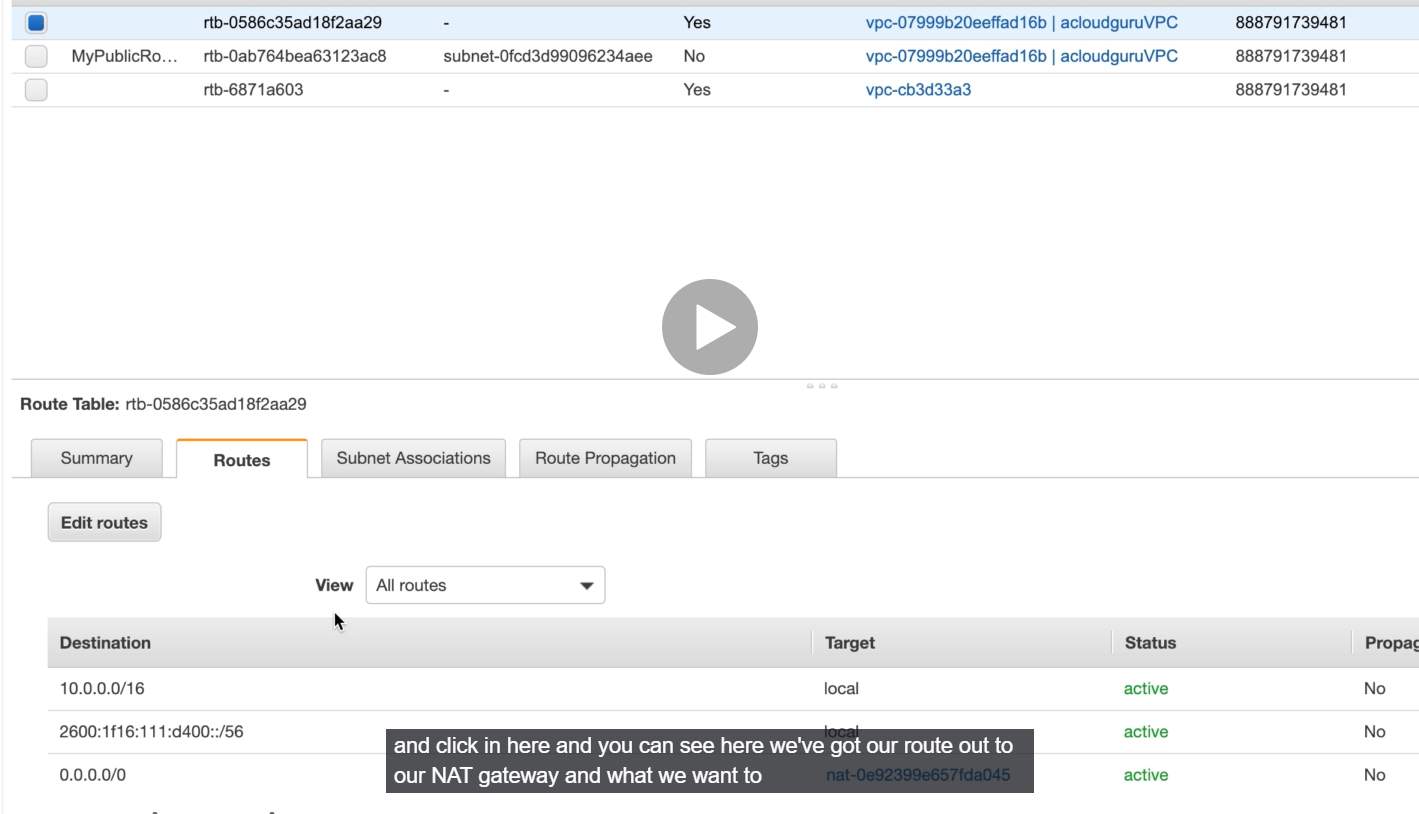 rtb-0586c35ad18f2aa29 - Yes vpc-07999b20eeffad16b | acloudguruVPC 888791739481
MyPublicRo... rtb-0ab764bea63123ac8 subnet-0fcd3d99096234aee No vpc-07999b20eeffad16b | acloudguruVPC 888791739481
rtb-6871a603 - Yes vpc-cb3d33a3 888791739481
Route Table: rtb-0586c35ad18f2aa29
Summary Routes Subnet Associations Route Propagation Tags
Edit routes
View All routes
Destination Target Status Propag
10.0.0.0/16 local active No
2600:1f16:111:d400::/56 local active No
and click in here and you can see here we've got our route out to
our NAT gateway and what we want to
0.0.0.0/0 nat-0e92399e657fda045 active No